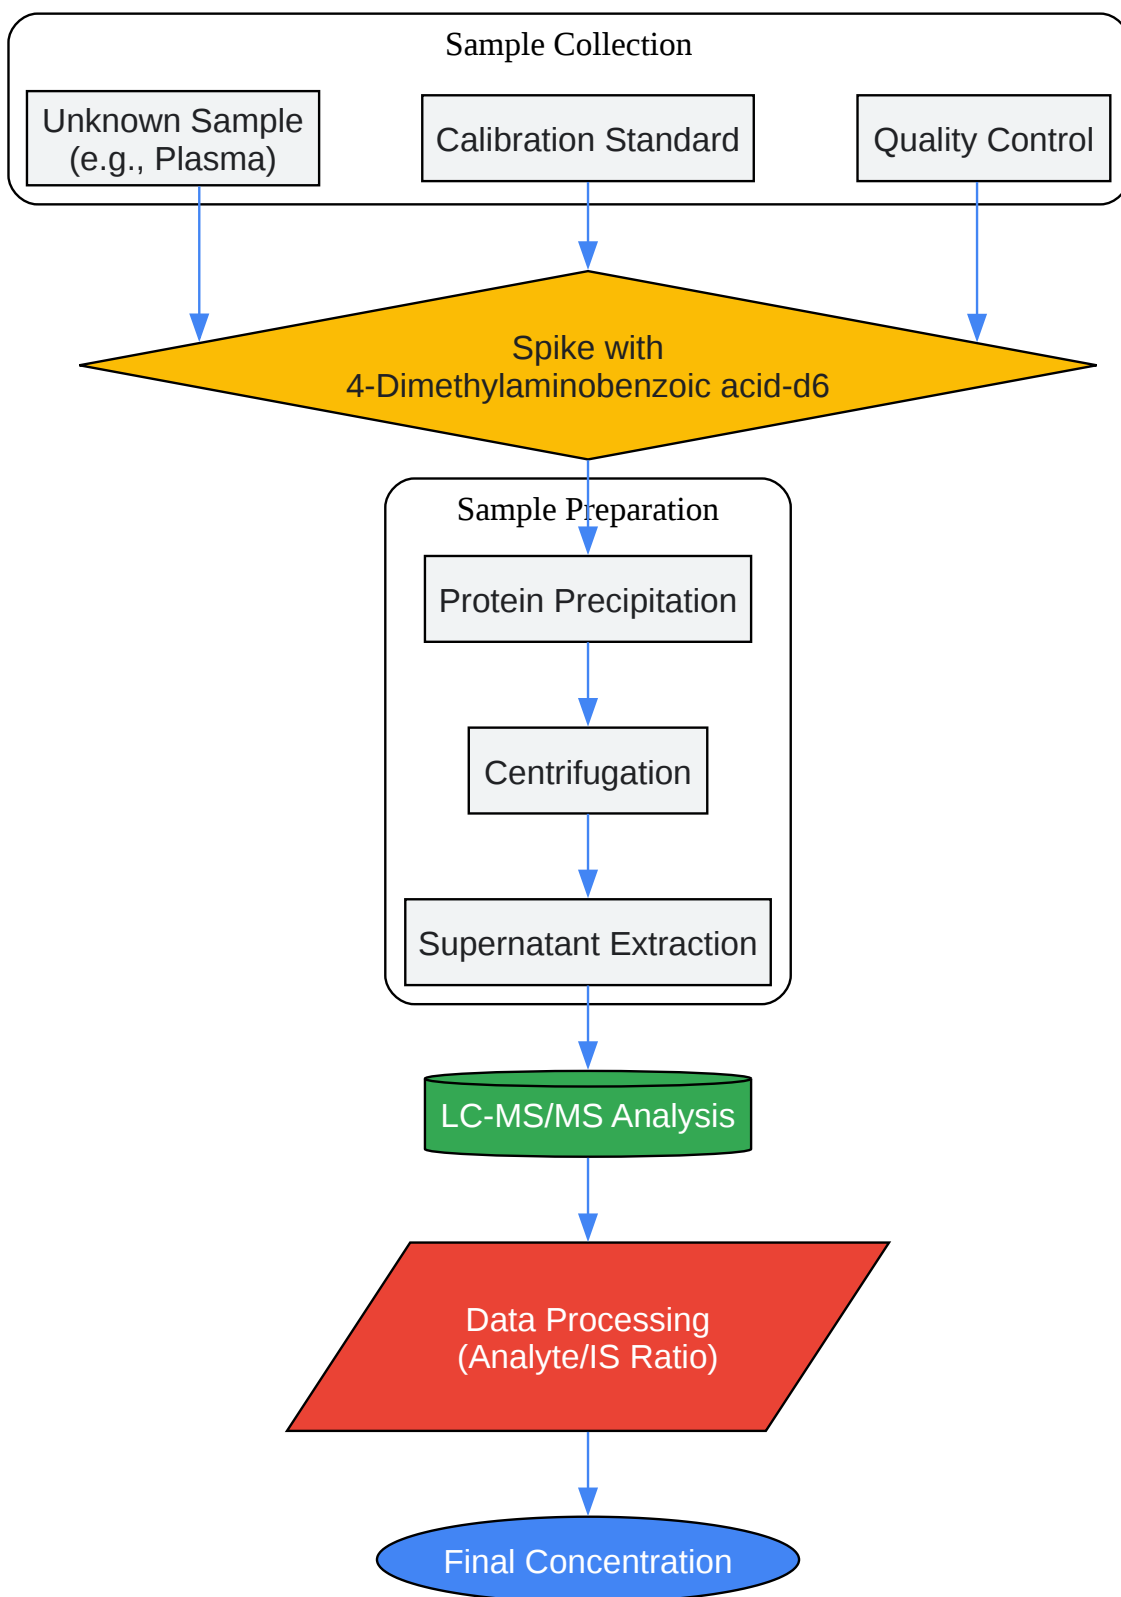 Sample Collection
Unknown Sample
(e.g., Plasma)
Calibration Standard
Quality Control
Spike with
4-Dimethylaminobenzoic acid-d6
Sample Preparation
Protein Precipitation
Centrifugation
Supernatant Extraction
LC-MS/MS Analysis
Data Processing
(Analyte/IS Ratio)
Final Concentration